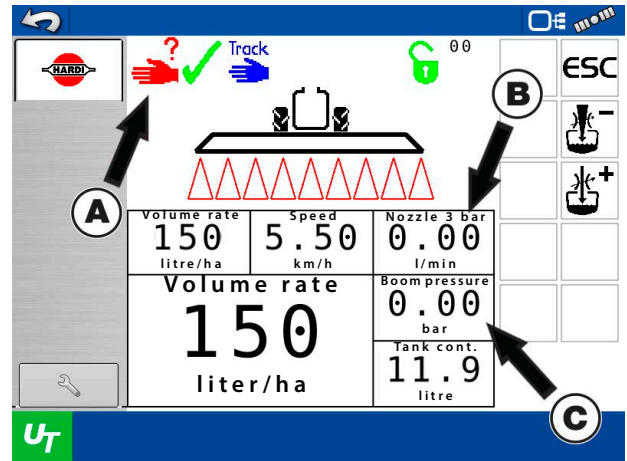 ?
Track
00
HARDI
ESC
B
-
+
A
Volume rate
150
litre/ha
Speed
5.50
km/h
Nozzle 3 bar
0.00
l/min
Volume rate
150
liter/ha
Boom pressure
0.00
bar
Tank cont.
11.9
litre
C
UT